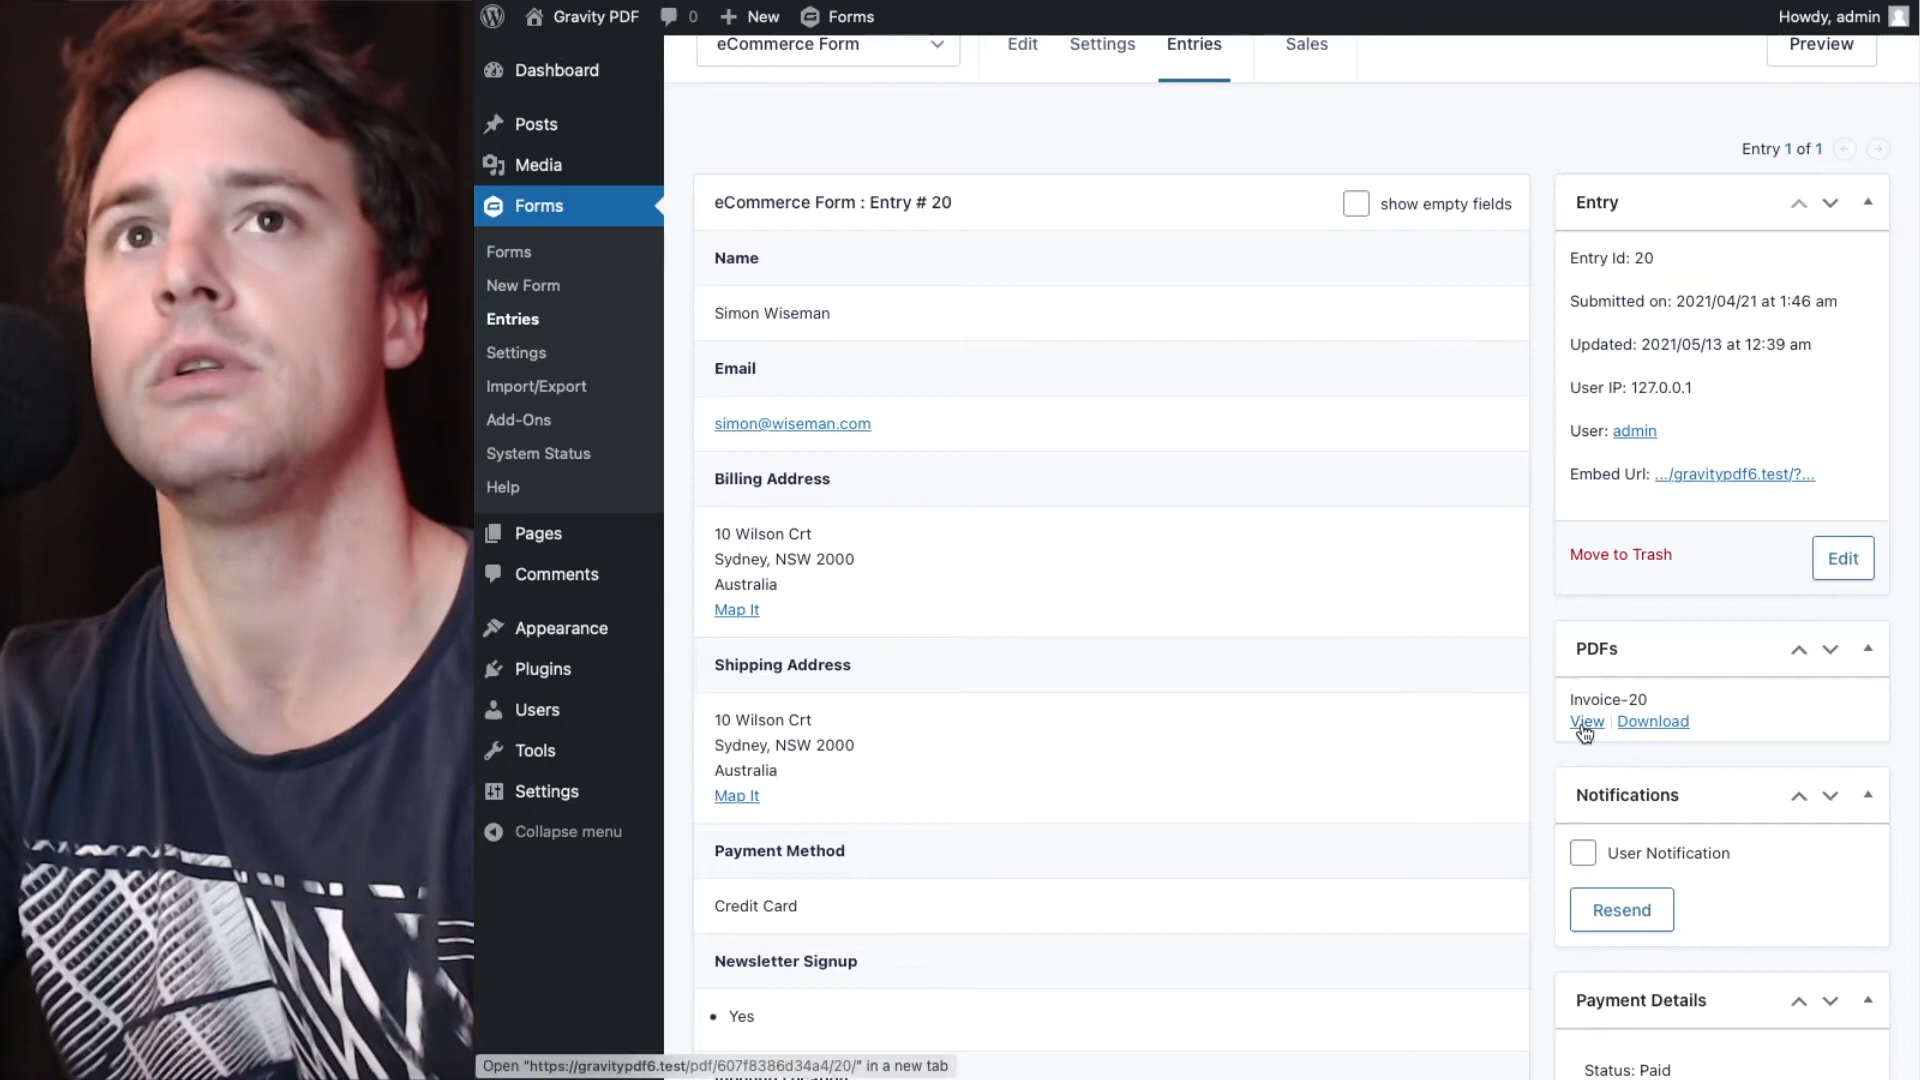 Gravity PDF
0
New
Forms
Howdy, admin
eCommerce Form
Edit
Settings
Entries
Sales
Preview
Dashboard
Posts
Media
Forms
Forms
New Form
Entries
Settings
Import/Export
Add-Ons
System Status
Help
Pages
Comments
Appearance
Plugins
Users
Tools
Settings
Collapse menu
Entry 1 of 1
eCommerce Form : Entry # 20
show empty fields
Name
Simon Wiseman
Email
simon@wiseman.com
Billing Address
10 Wilson Crt
Sydney, NSW 2000
Australia
Map It
Shipping Address
10 Wilson Crt
Sydney, NSW 2000
Australia
Map It
Payment Method
Credit Card
Newsletter Signup
Yes
Entry
Entry Id: 20
Submitted on: 2021/04/21 at 1:46 am
Updated: 2021/05/13 at 12:39 am
User IP: 127.0.0.1
User: admin
Embed Url: .../gravitypdf6.test/?...
Move to Trash
Edit
PDFs
Invoice-20
View | Download
Notifications
User Notification
Resend
Payment Details
Status: Paid
Open "https://gravitypdf6.test/pdf/607f8386d34a4/20/" in a new tab